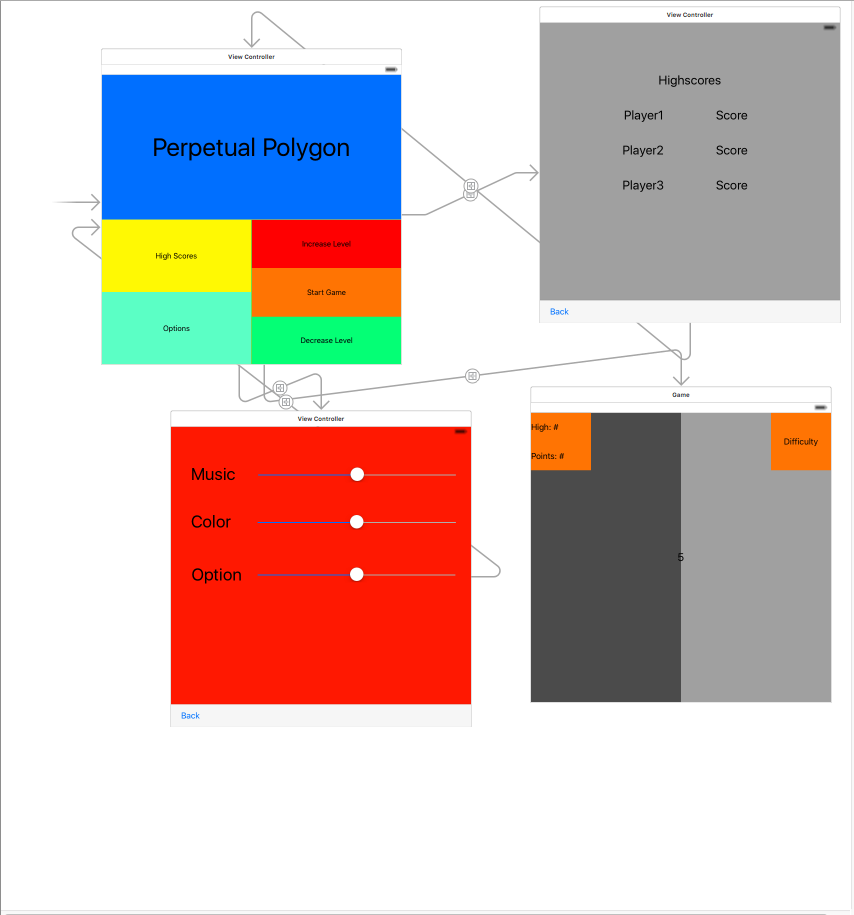 View Controller
Perpetual Polygon
High Scores
Options
Increase Level
Start Game
Decrease Level
View Controller
Highscores
Player1 Score
Player2 Score
Player3 Score
Back
View Controller
Music
Color
Option
Back
Game
High: #
Points: #
Difficulty
5